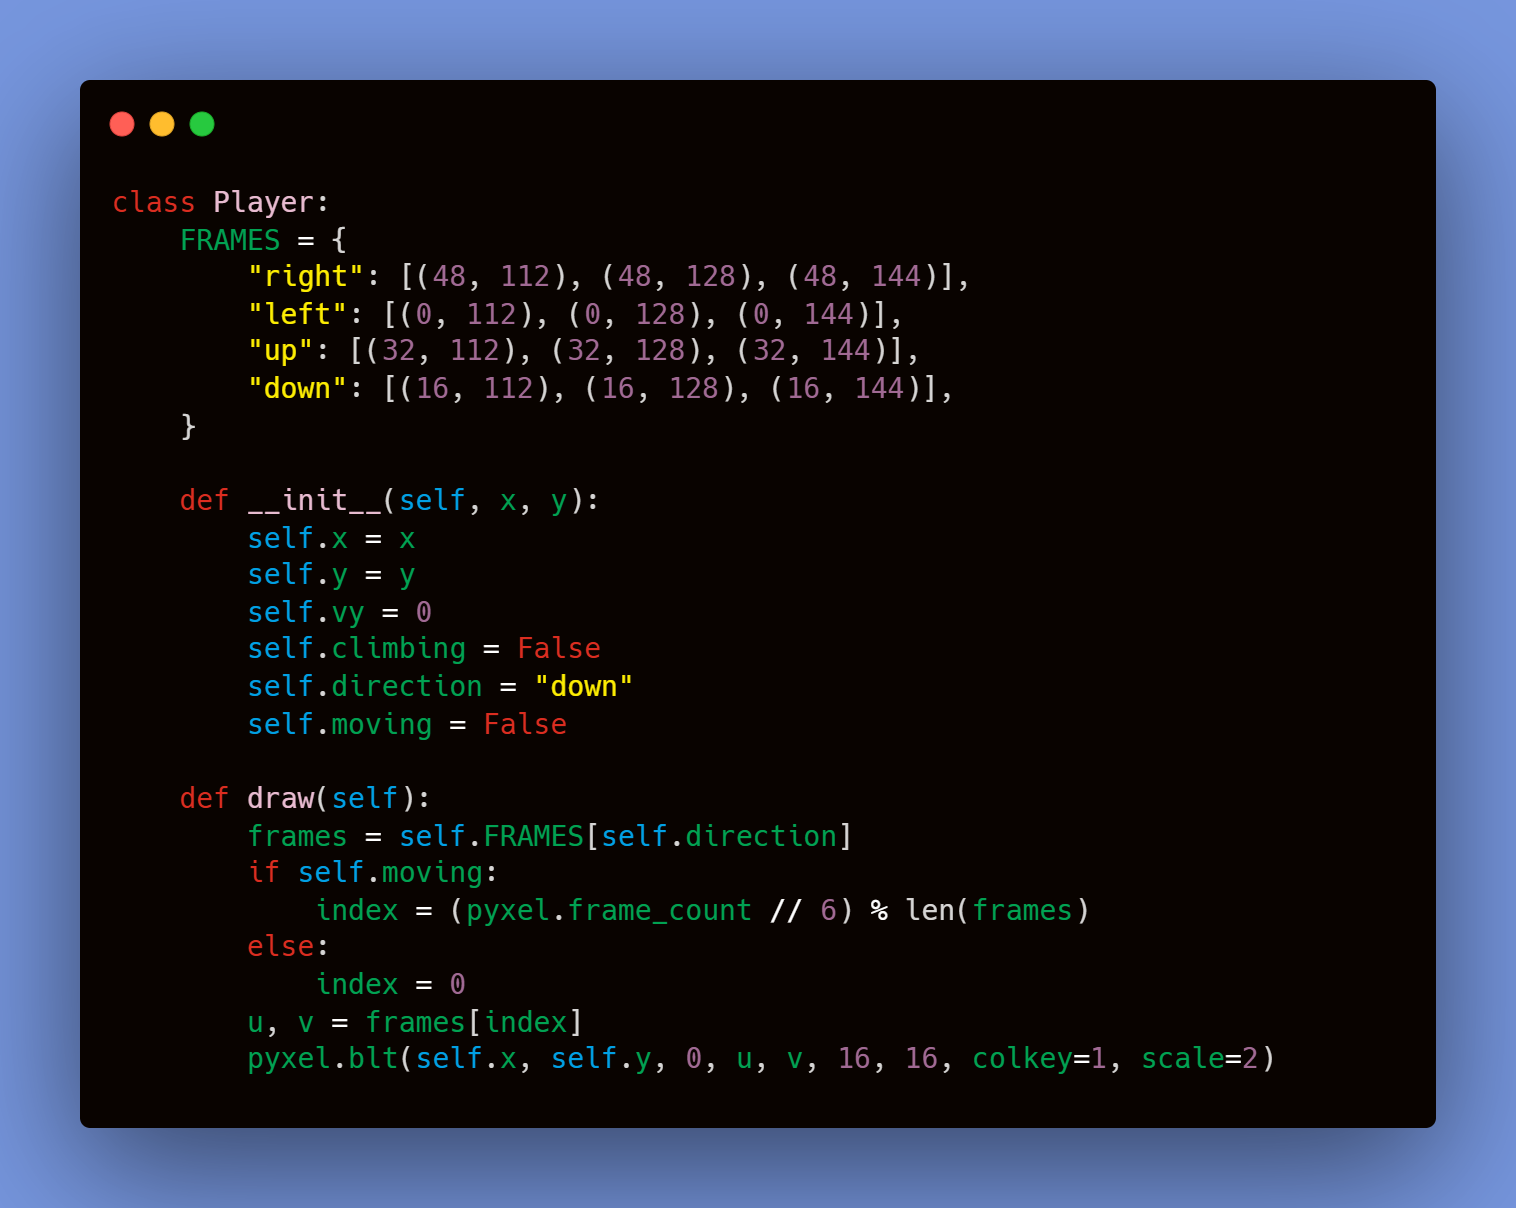 class Player:
    FRAMES = {
        "right": [(48, 112), (48, 128), (48, 144)],
        "left": [(0, 112), (0, 128), (0, 144)],
        "up": [(32, 112), (32, 128), (32, 144)],
        "down": [(16, 112), (16, 128), (16, 144)],
    }

    def __init__(self, x, y):
        self.x = x
        self.y = y
        self.vy = 0
        self.climbing = False
        self.direction = "down"
        self.moving = False

    def draw(self):
        frames = self.FRAMES[self.direction]
        if self.moving:
            index = (pyxel.frame_count // 6) % len(frames)
        else:
            index = 0
        u, v = frames[index]
        pyxel.blt(self.x, self.y, 0, u, v, 16, 16, colkey=1, scale=2)